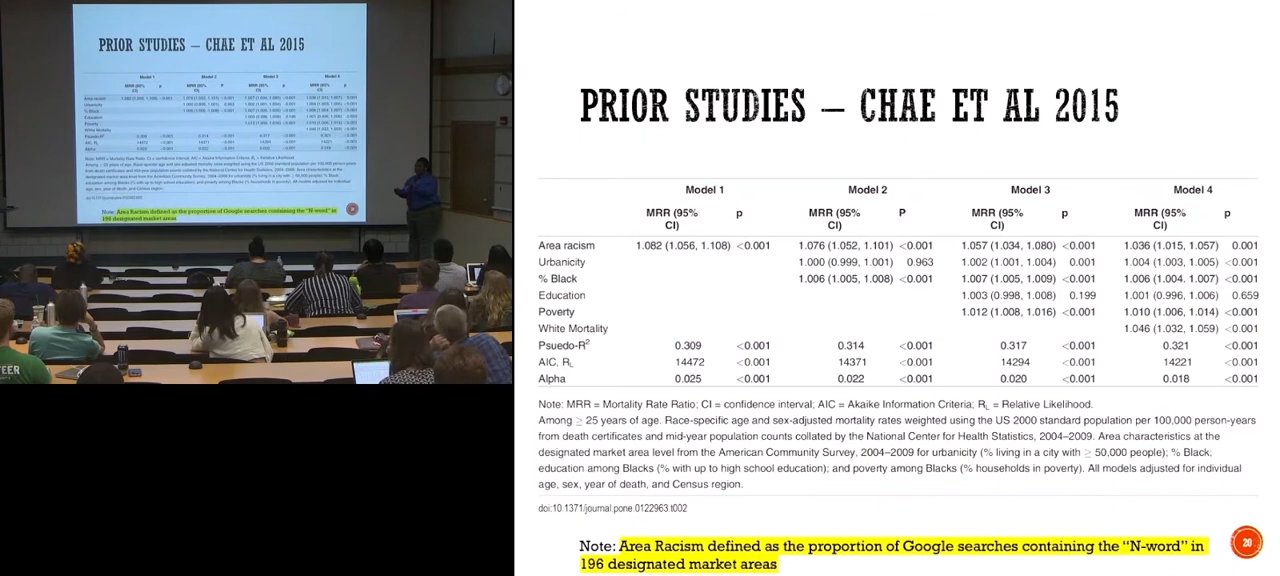 PRIOR STUDIES – CHAE ET AL 2015
PRIOR STUDIES – CHAE ET AL 2015
Model 1 Model 2 Model 3 Model 4
MRR (95% CI) p MRR (95% CI) P MRR (95% CI) p MRR (95% CI) p
Area racism 1.082 (1.056, 1.108) <0.001 1.076 (1.052, 1.101) <0.001 1.057 (1.034, 1.080) <0.001 1.036 (1.015, 1.057) 0.001
Urbanicity 1.000 (0.999, 1.001) 0.963 1.002 (1.001, 1.004) 0.001 1.004 (1.003, 1.005) <0.001
% Black 1.006 (1.005, 1.008) <0.001 1.007 (1.005, 1.009) <0.001 1.006 (1.004. 1.007) <0.001
Education 1.003 (0.998, 1.008) 0.199 1.001 (0.996, 1.006) 0.659
Poverty 1.012 (1.008, 1.016) <0.001 1.010 (1.006, 1.014) <0.001
White Mortality 1.046 (1.032, 1.059) <0.001
Psuedo-R² 0.309 <0.001 0.314 <0.001 0.317 <0.001 0.321 <0.001
AIC, RL 14472 <0.001 14371 <0.001 14294 <0.001 14221 <0.001
Alpha 0.025 <0.001 0.022 <0.001 0.020 <0.001 0.018 <0.001
Note: MRR = Mortality Rate Ratio; CI = confidence interval; AIC = Akaike Information Criteria; RL = Relative Likelihood.
Among ≥ 25 years of age. Race-specific age and sex-adjusted mortality rates weighted using the US 2000 standard population per 100,000 person-years
from death certificates and mid-year population counts collated by the National Center for Health Statistics, 2004–2009. Area characteristics at the
designated market area level from the American Community Survey, 2004–2009 for urbanicity (% living in a city with ≥ 50,000 people); % Black;
education among Blacks (% with up to high school education); and poverty among Blacks (% households in poverty). All models adjusted for individual
age, sex, year of death, and Census region.
doi:10.1371/journal.pone.0122963.t002
Note: Area Racism defined as the proportion of Google searches containing the “N-word” in
196 designated market areas
20
Note: Area Racism defined as the proportion of Google searches containing the “N-word” in
196 designated market areas